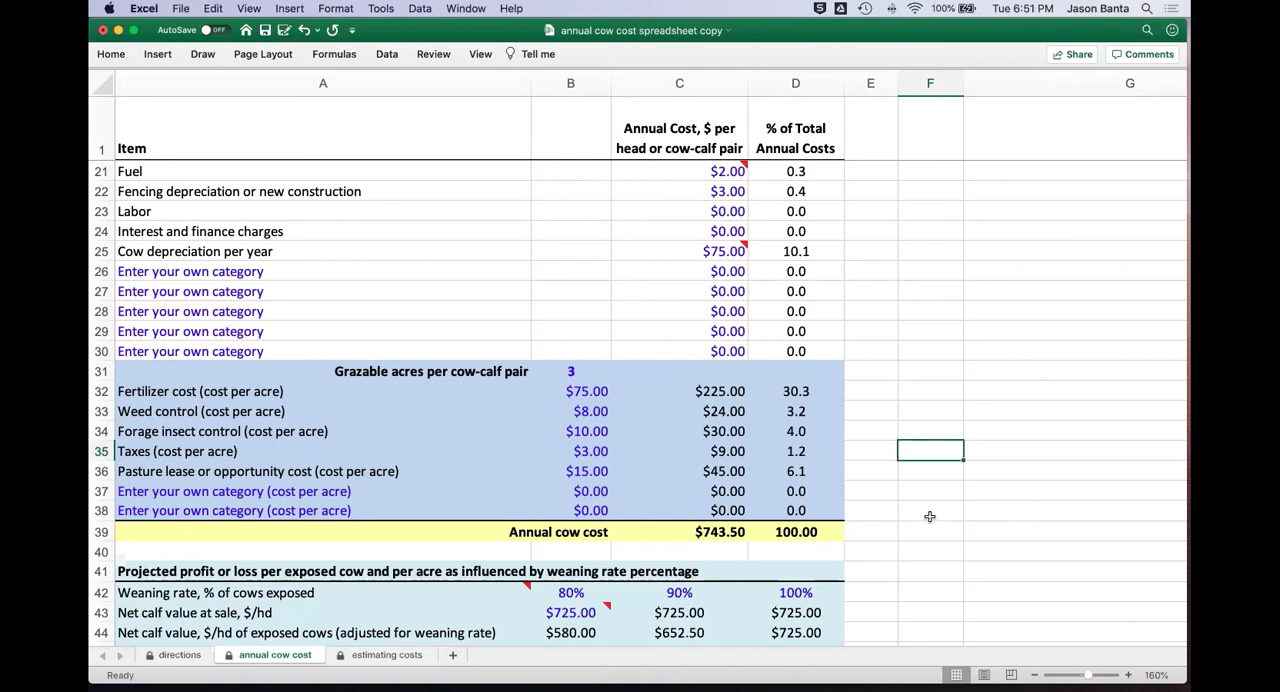 Excel File Edit View Insert Format Tools Data Window Help 100% Tue 6:51 PM Jason Banta
AutoSave OFF annual cow cost spreadsheet copy
Home Insert Draw Page Layout Formulas Data Review View Tell me Share Comments
A B C D E F G
Annual Cost, $ per % of Total
1 Item head or cow-calf pair Annual Costs
21 Fuel $2.00 0.3
22 Fencing depreciation or new construction $3.00 0.4
23 Labor $0.00 0.0
24 Interest and finance charges $0.00 0.0
25 Cow depreciation per year $75.00 10.1
26 Enter your own category $0.00 0.0
27 Enter your own category $0.00 0.0
28 Enter your own category $0.00 0.0
29 Enter your own category $0.00 0.0
30 Enter your own category $0.00 0.0
31 Grazable acres per cow-calf pair 3
32 Fertilizer cost (cost per acre) $75.00 $225.00 30.3
33 Weed control (cost per acre) $8.00 $24.00 3.2
34 Forage insect control (cost per acre) $10.00 $30.00 4.0
35 Taxes (cost per acre) $3.00 $9.00 1.2
36 Pasture lease or opportunity cost (cost per acre) $15.00 $45.00 6.1
37 Enter your own category (cost per acre) $0.00 $0.00 0.0
38 Enter your own category (cost per acre) $0.00 $0.00 0.0
39 Annual cow cost $743.50 100.00
40
41 Projected profit or loss per exposed cow and per acre as influenced by weaning rate percentage
42 Weaning rate, % of cows exposed 80% 90% 100%
43 Net calf value at sale, $/hd $725.00 $725.00 $725.00
44 Net calf value, $/hd of exposed cows (adjusted for weaning rate) $580.00 $652.50 $725.00
directions annual cow cost estimating costs +
Ready 160%